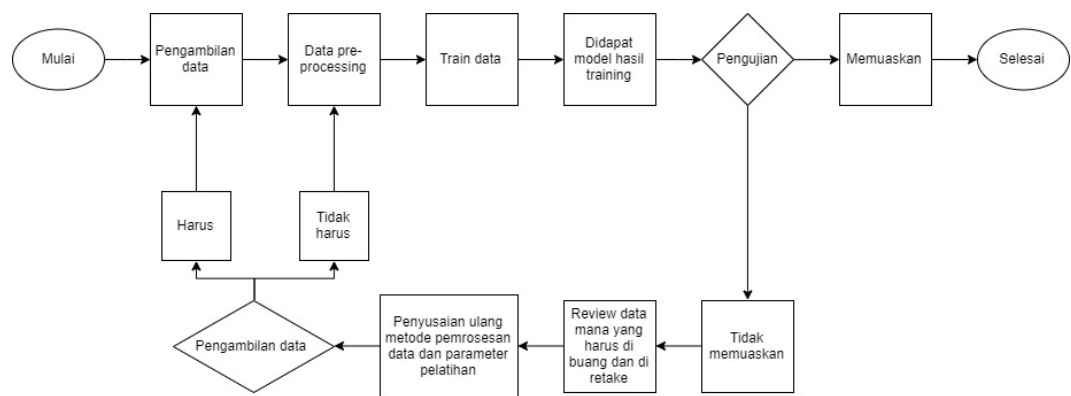 Mulai
Pengambilan
data
Data pre-
processing
Train data
Didapat
model hasil
training
Pengujian
Memuaskan
Selesai
Harus
Tidak
harus
Pengambilan data
Penyusaian ulang
metode pemrosesan
data dan parameter
pelatihan
Review data
mana yang
harus di
buang dan di
retake
Tidak
memuaskan